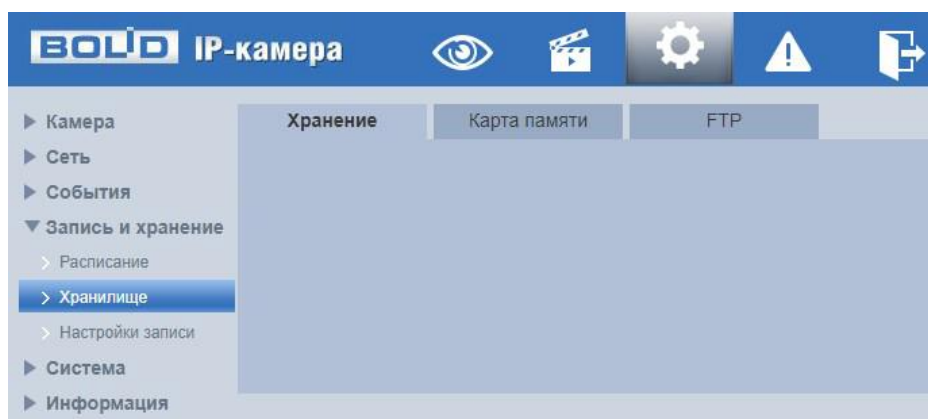 BOLID IP-камера
Камера
Хранение
Карта памяти
FTP
Сеть
События
Запись и хранение
Расписание
Хранилище
Настройки записи
Система
Информация